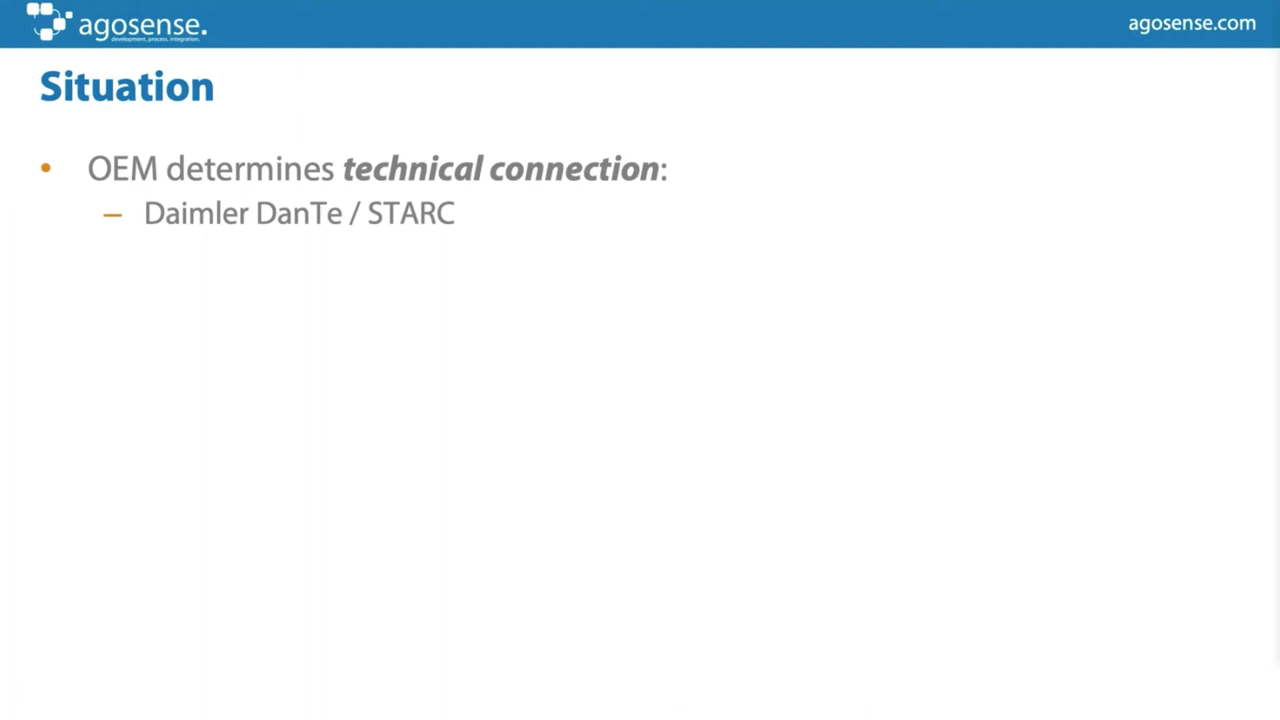 agosense.
development. process. integration.
agosense.com
Situation
• OEM determines technical connection:
– Daimler DanTe / STARC